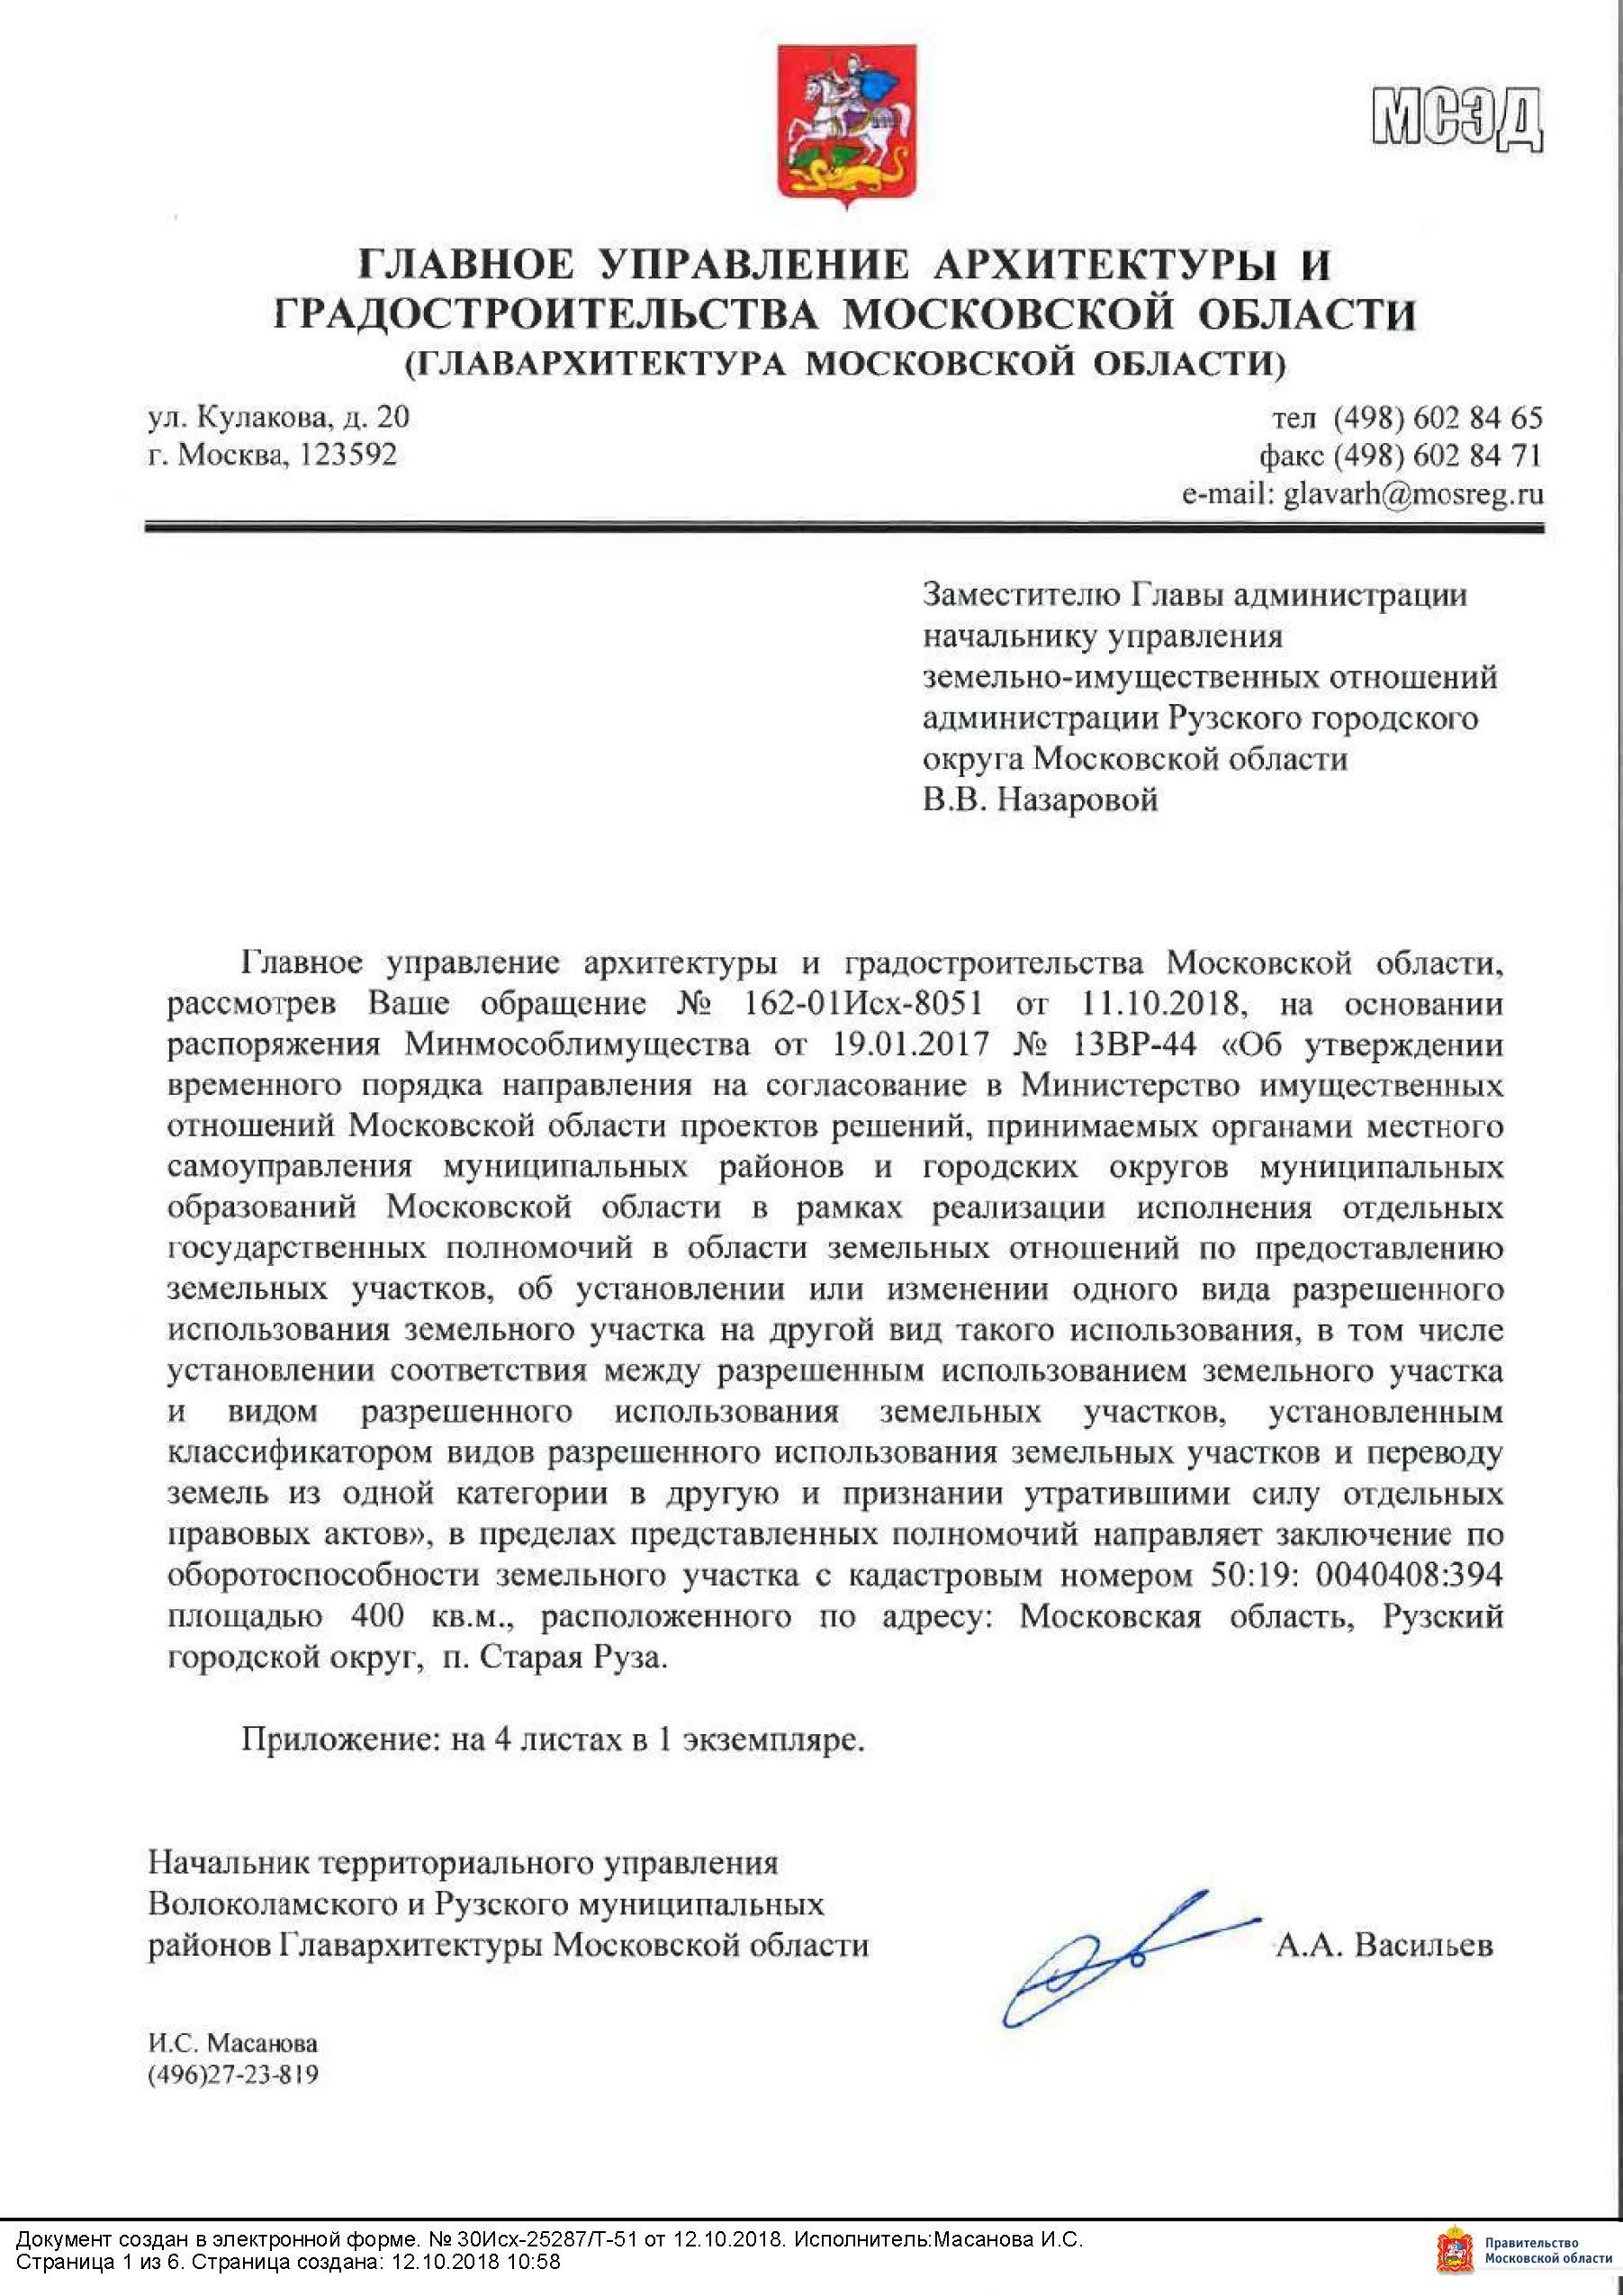 МСЭД
ГЛАВНОЕ УПРАВЛЕНИЕ АРХИТЕКТУРЫ И
ГРАДОСТРОИТЕЛЬСТВА МОСКОВСКОЙ ОБЛАСТИ
(ГЛАВАРХИТЕКТУРА МОСКОВСКОЙ ОБЛАСТИ)
ул. Кулакова, д. 20
г. Москва, 123592
тел (498) 602 84 65
факс (498) 602 84 71
e-mail: glavarh@mosreg.ru
Заместителю Главы администрации
начальнику управления
земельно-имущественных отношений
администрации Рузского городского
округа Московской области
В.В. Назаровой
Главное управление архитектуры и градостроительства Московской области,
рассмотрев Ваше обращение № 162-01Исх-8051 от 11.10.2018, на основании
распоряжения Минмособлимущества от 19.01.2017 № 13ВР-44 «Об утверждении
временного порядка направления на согласование в Министерство имущественных
отношений Московской области проектов решений, принимаемых органами местного
самоуправления муниципальных районов и городских округов муниципальных
образований Московской области в рамках реализации исполнения отдельных
государственных полномочий в области земельных отношений по предоставлению
земельных участков, об установлении или изменении одного вида разрешенного
использования земельного участка на другой вид такого использования, в том числе
установлении соответствия между разрешенным использованием земельного участка
и видом разрешенного использования земельных участков, установленным
классификатором видов разрешенного использования земельных участков и переводу
земель из одной категории в другую и признании утратившими силу отдельных
правовых актов», в пределах представленных полномочий направляет заключение по
оборотоспособности земельного участка с кадастровым номером 50:19: 0040408:394
площадью 400 кв.м., расположенного по адресу: Московская область, Рузский
городской округ, п. Старая Руза.
Приложение: на 4 листах в 1 экземпляре.
Начальник территориального управления
Волоколамского и Рузского муниципальных
районов Главархитектуры Московской области
А.А. Васильев
И.С. Масанова
(496)27-23-819
Документ создан в электронной форме. № 30Исх-25287/Т-51 от 12.10.2018. Исполнитель:Масанова И.С.
Страница 1 из 6. Страница создана: 12.10.2018 10:58
Правительство
Московской области